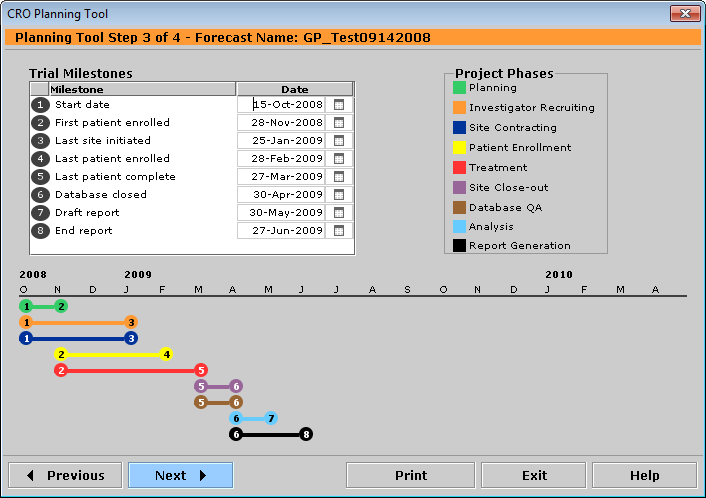 CRO Planning Tool
Planning Tool Step 3 of 4 - Forecast Name: GP_Test09142008
Trial Milestones
Milestone Date
1 Start date 15-Oct-2008
2 First patient enrolled 28-Nov-2008
3 Last site initiated 25-Jan-2009
4 Last patient enrolled 28-Feb-2009
5 Last patient complete 27-Mar-2009
6 Database closed 30-Apr-2009
7 Draft report 30-May-2009
8 End report 27-Jun-2009
Project Phases
Planning
Investigator Recruiting
Site Contracting
Patient Enrollment
Treatment
Site Close-out
Database QA
Analysis
Report Generation
2008 2009 2010
O N D J F M A M J J A S O N D J F M A
1 2
1 3
1 3
2 4
2 5
5 6
5 6
6 7
6 8
Previous Next Print Exit Help